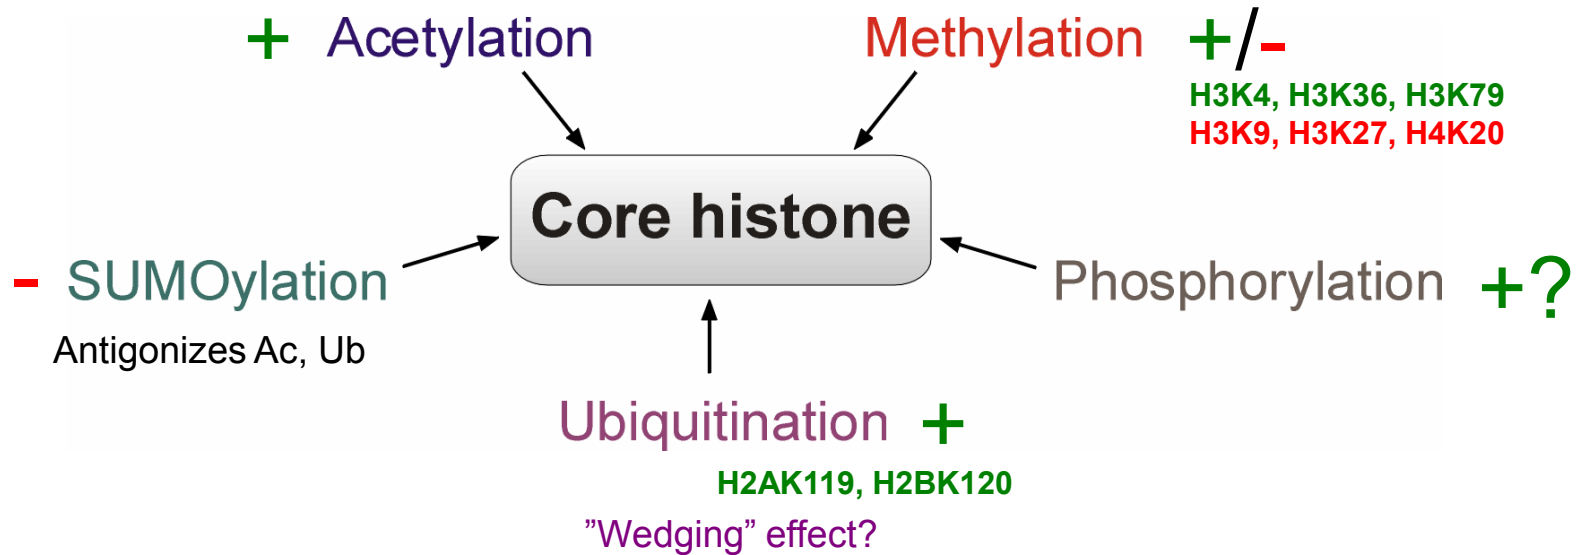 + Acetylation
Methylation +/-
H3K4, H3K36, H3K79
H3K9, H3K27, H4K20
Core histone
- SUMOylation
Antigonizes Ac, Ub
Phosphorylation +?
Ubiquitination +
H2AK119, H2BK120
”Wedging” effect?